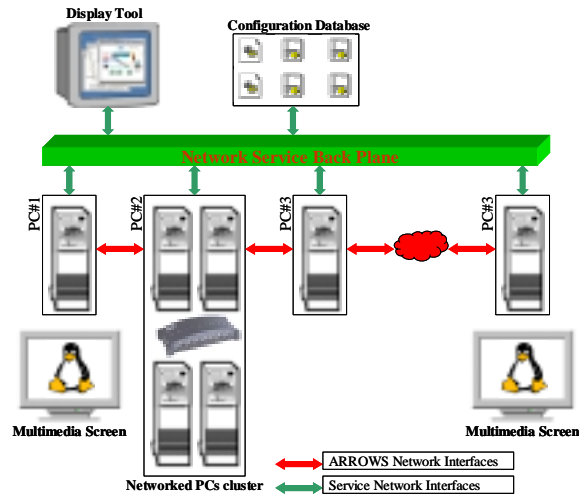 Display Tool
Configuration Database
Network Service Back Plane
PC#1
PC#2
PC#3
PC#3
Multimedia Screen
Multimedia Screen
Networked PCs cluster
ARROWS Network Interfaces
Service Network Interfaces